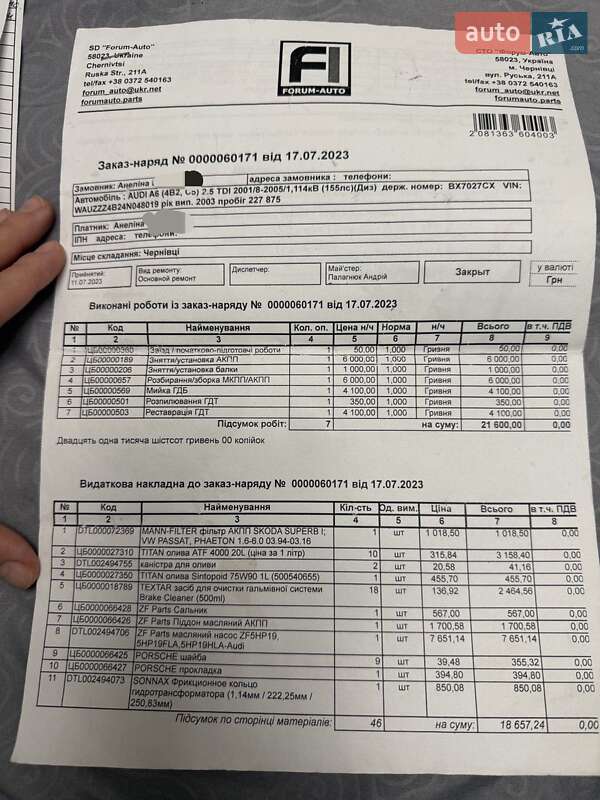 auto RIA .com
SD "Forum-Auto"
58023, Ukraine
Chernivtsi
Ruska Str., 211A
tel/fax +38 0372 540163
forum_auto@ukr.net
forumauto.parts
FI
FORUM-AUTO
СТО "Форум-Авто"
58023, Україна
м. Чернівці
вул. Руська, 211А
tel/fax +38 0372 540163
forum_auto@ukr.net
forumauto.parts
2 081363 604003
Заказ-наряд № 0000060171 від 17.07.2023
Замовник: Анеліна адреса замовника : телефони:
Автомобіль : AUDI A6 (4B2, C5) 2.5 TDI 2001/8-2005/1,114кВ (155лс)(Диз) держ. номер: BX7027CX VIN:
WAUZZZ4B24N048019 рік вип. 2003 пробіг 227 875
Платник: Анеліна
ІПН адреса: телефони:
Місце складання: Чернівці
Прийнятий: 11.07.2023
Вид ремонту: Основной ремонт
Диспетчер:
Май'стер: Палагнюк Андрій
Закрыт
у валюті Грн
Виконані роботи із заказ-наряду № 0000060171 від 17.07.2023
№ Код Найменування Кол. оп. Цена н/ч Норма н/ч Всього в т.ч. ПДВ
1 2 3 4 5 6 7 8 9
1 ЦБ00000360 Заїзд / початково-підготовчі роботи 1 50,00 1,000 Гривня 50,00 0,00
2 ЦБ00000189 Зняття/установка АКПП 1 6 000,00 1,000 Гривня 6 000,00 0,00
3 ЦБ00000206 Зняття/установка балки 1 1 000,00 1,000 Гривня 1 000,00 0,00
4 ЦБ00000657 Розбирання/зборка МКПП/АКПП 1 6 000,00 1,000 Гривня 6 000,00 0,00
5 ЦБ00000569 Мийка ГДБ 1 4 100,00 1,000 Гривня 4 100,00 0,00
6 ЦБ00000501 Розпилювання ГДТ 1 350,00 1,000 Гривня 350,00 0,00
7 ЦБ00000503 Реставрація ГДТ 1 4 100,00 1,000 Гривня 4 100,00 0,00
Підсумок робіт: 7 на суму: 21 600,00 0,00
Двадцять одна тисяча шістсот гривень 00 копійок
Видаткова накладна до заказ-наряду № 0000060171 від 17.07.2023
№ Код Найменування Кіл-сть Од. вим. Ціна Всього в т.ч. ПДВ
1 2 3 4 5 6 7 8
1 DTL000072369 MANN-FILTER фільтр АКПП SKODA SUPERB I; 1 шт 1 018,50 1 018,50 0,00
VW PASSAT, PHAETON 1.6-6.0 03.94-03.16
2 ЦБ0000027310 TITAN олива ATF 4000 20L (ціна за 1 літр) 10 шт 315,84 3 158,40 0,00
3 DTL002494755 каністра для оливи 2 шт 20,58 41,16 0,00
4 ЦБ0000027350 TITAN олива Sintopoid 75W90 1L (500540655) 1 шт 455,70 455,70 0,00
5 ЦБ0000018789 TEXTAR засіб для очистки гальмівної системи 18 шт 136,92 2 464,56 0,00
Brake Cleaner (500ml)
6 ЦБ0000066428 ZF Parts Сальник 1 шт 567,00 567,00 0,00
7 ЦБ0000066426 ZF Parts Піддон масляний АКПП 1 шт 1 700,58 1 700,58 0,00
8 DTL002494706 ZF Parts масляний насос ZF5HP19, 1 шт 7 651,14 7 651,14 0,00
5HP19FLA,5HP19HLA-Audi
9 ЦБ0000066425 PORSCHE шайба 9 шт 39,48 355,32 0,00
10 ЦБ0000066427 PORSCHE прокладка 1 шт 394,80 394,80 0,00
11 DTL002494073 SONNAX Фрикционное кольцо 1 шт 850,08 850,08 0,00
гидротрансформатора (1,14мм / 222,25мм /
250,83мм)
Підсумок по сторінці матеріалів: 46 на суму: 18 657,24 0,00